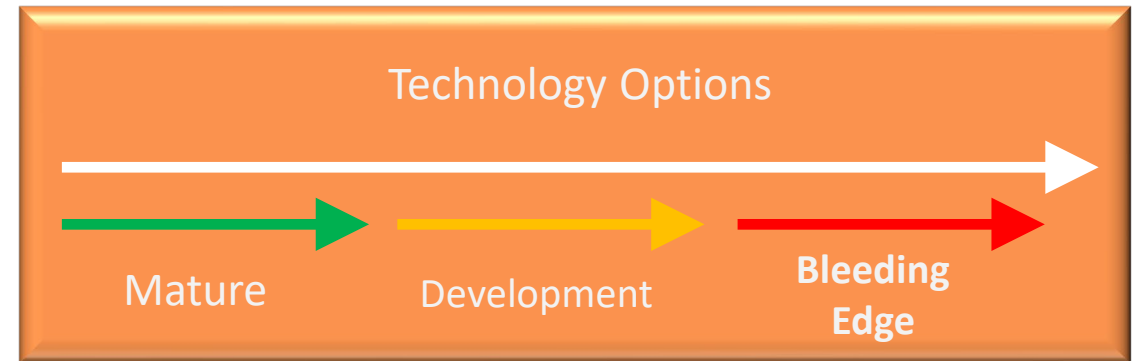 Technology Options
Mature
Development
Bleeding
Edge